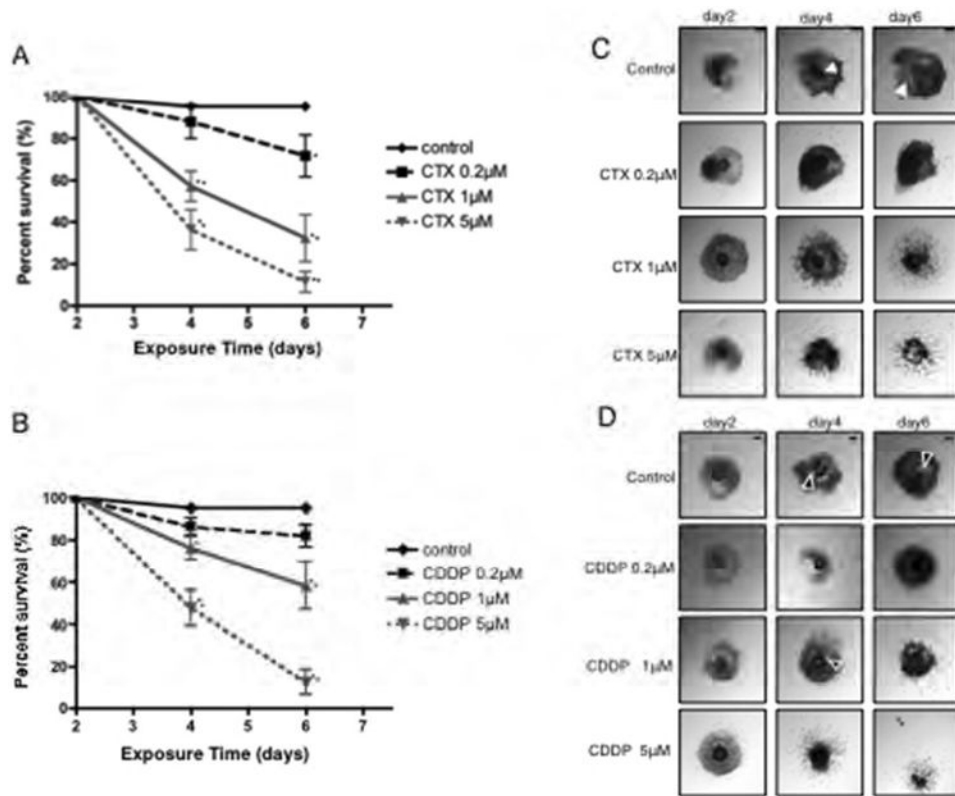 A
100
80
60
40
20
0
Percent survival (%)
2 3 4 5 6 7
Exposure Time (days)
control
CTX 0.2µM
CTX 1µM
CTX 5µM
B
100
80
60
40
20
0
Percent survival (%)
2 3 4 5 6 7
Exposure Time (days)
control
CDDP 0.2µM
CDDP 1µM
CDDP 5µM
C
day2 day4 day6
Control
CTX 0.2µM
CTX 1µM
CTX 5µM
D
day2 day4 day6
Control
CDDP 0.2µM
CDDP 1µM
CDDP 5µM